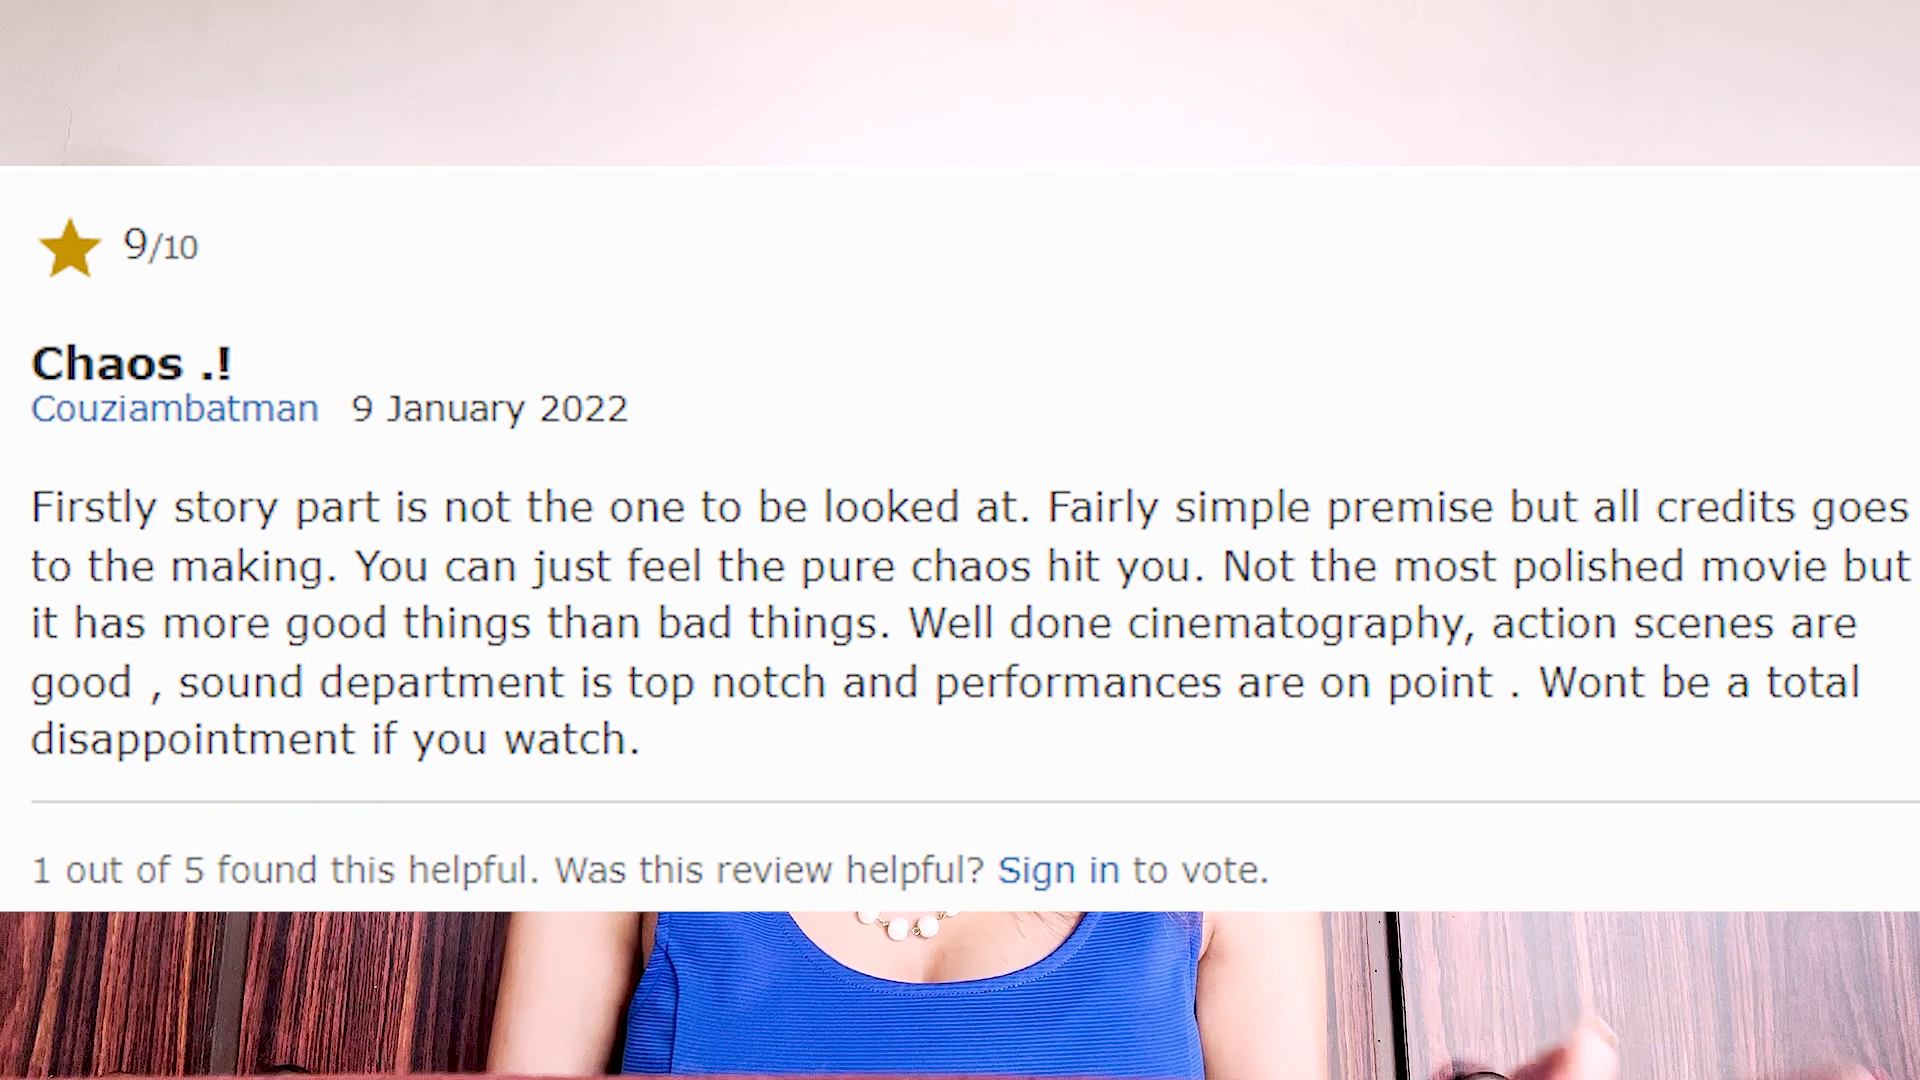 9/10
Chaos .!
Couziambatman 9 January 2022
Firstly story part is not the one to be looked at. Fairly simple premise but all credits goes
to the making. You can just feel the pure chaos hit you. Not the most polished movie but
it has more good things than bad things. Well done cinematography, action scenes are
good , sound department is top notch and performances are on point . Wont be a total
disappointment if you watch.
1 out of 5 found this helpful. Was this review helpful? Sign in to vote.